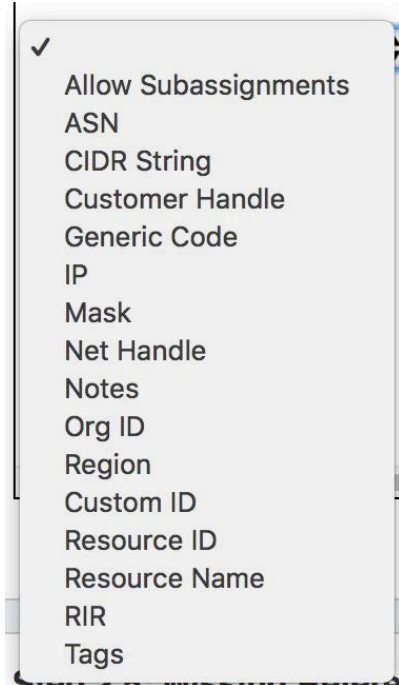 Allow Subassignments
ASN
CIDR String
Customer Handle
Generic Code
IP
Mask
Net Handle
Notes
Org ID
Region
Custom ID
Resource ID
Resource Name
RIR
Tags